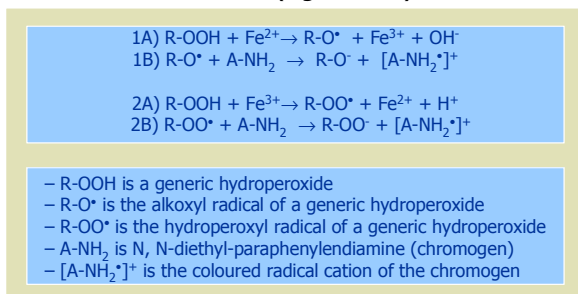 1A) R-OOH + Fe²⁺→ R-O• + Fe³⁺ + OH⁻
1B) R-O• + A-NH₂ → R-O⁻ + [A-NH₂•]⁺
2A) R-OOH + Fe³⁺→ R-OO• + Fe²⁺ + H⁺
2B) R-OO• + A-NH₂ → R-OO⁻ + [A-NH₂•]⁺
– R-OOH is a generic hydroperoxide
– R-O• is the alkoxyl radical of a generic hydroperoxide
– R-OO• is the hydroperoxyl radical of a generic hydroperoxide
– A-NH₂ is N, N-diethyl-paraphenylendiamine (chromogen)
– [A-NH₂•]⁺ is the coloured radical cation of the chromogen